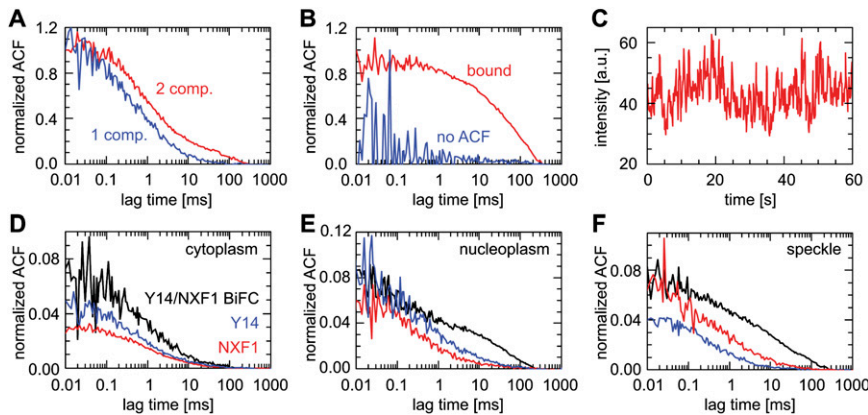 A
normalized ACF
1.2
0.8
0.4
0.0
2 comp.
1 comp.
0.01 0.1 1 10 100 1000
lag time [ms]
B
normalized ACF
1.2
0.8
0.4
0.0
bound
no ACF
0.01 0.1 1 10 100 1000
lag time [ms]
C
intensity [a.u.]
60
40
20
0 20 40 60
time [s]
D
normalized ACF
0.08
0.04
0.00
cytoplasm
Y14/NXF1 BiFC
Y14
NXF1
0.01 0.1 1 10 100 1000
lag time [ms]
E
normalized ACF
0.12
0.08
0.04
0.00
nucleoplasm
0.01 0.1 1 10 100 1000
lag time [ms]
F
normalized ACF
0.08
0.04
0.00
speckle
0.01 0.1 1 10 100 1000
lag time [ms]